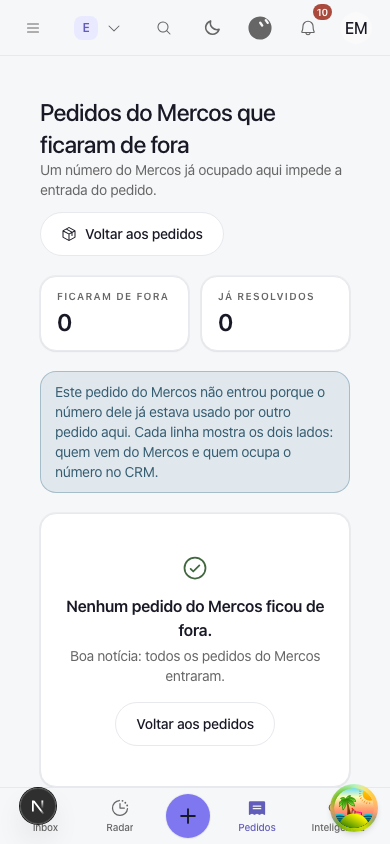 E
10
EM
Pedidos do Mercos que
ficaram de fora
Um número do Mercos já ocupado aqui impede a
entrada do pedido.
Voltar aos pedidos
FICARAM DE FORA
0
JÁ RESOLVIDOS
0
Este pedido do Mercos não entrou porque o
número dele já estava usado por outro
pedido aqui. Cada linha mostra os dois lados:
quem vem do Mercos e quem ocupa o
número no CRM.
Nenhum pedido do Mercos ficou de
fora.
Boa notícia: todos os pedidos do Mercos
entraram.
Voltar aos pedidos
N
Inbox
Radar
Pedidos